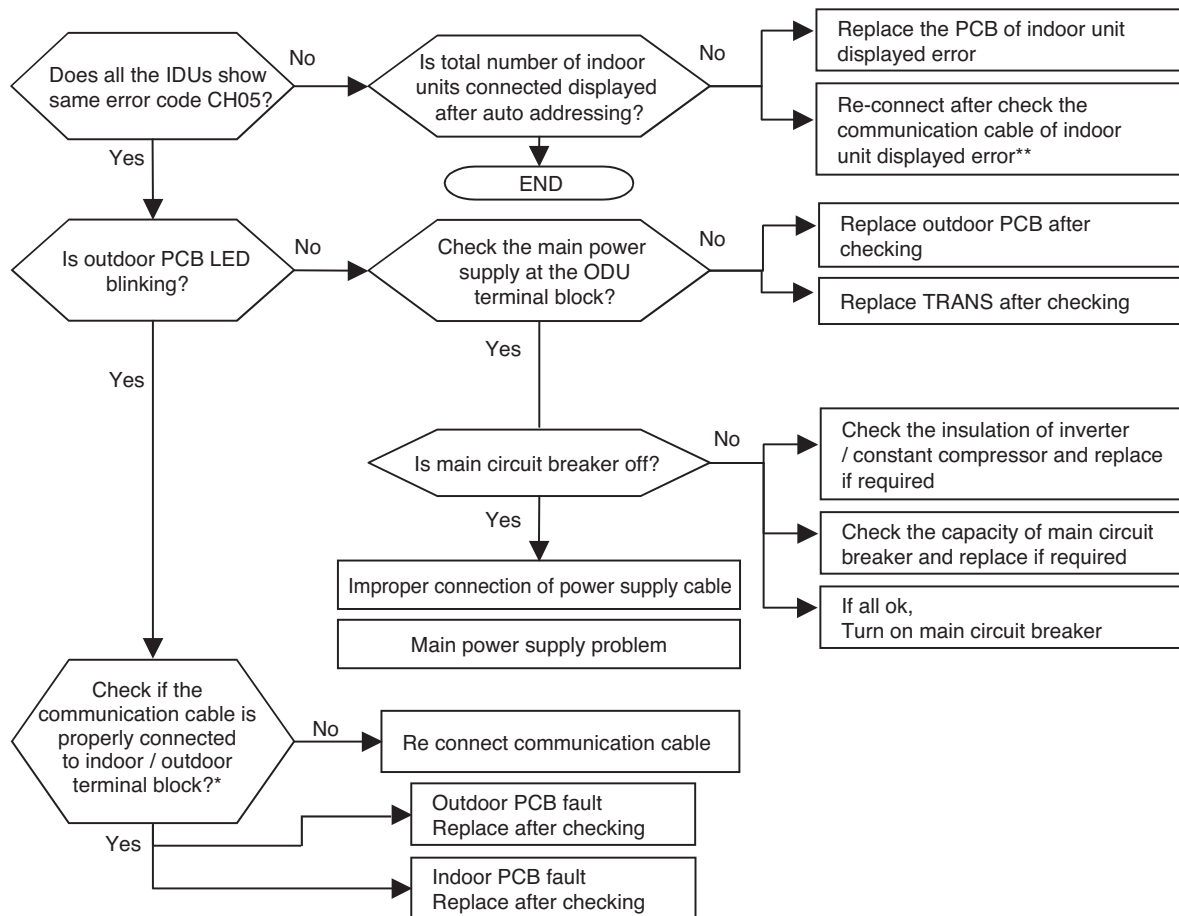 Does all the IDUs show
same error code CH05?
No
Is total number of indoor
units connected displayed
after auto addressing?
No
Replace the PCB of indoor unit
displayed error
Re-connect after check the
communication cable of indoor
unit displayed error**
Yes
END
Is outdoor PCB LED
blinking?
No
Check the main power
supply at the ODU
terminal block?
No
Replace outdoor PCB after
checking
Replace TRANS after checking
Yes
Yes
Is main circuit breaker off?
No
Check the insulation of inverter
/ constant compressor and replace
if required
Check the capacity of main circuit
breaker and replace if required
If all ok,
Turn on main circuit breaker
Yes
Improper connection of power supply cable
Main power supply problem
Check if the
communication cable is
properly connected
to indoor / outdoor
terminal block?*
No
Re connect communication cable
Yes
Outdoor PCB fault
Replace after checking
Indoor PCB fault
Replace after checking